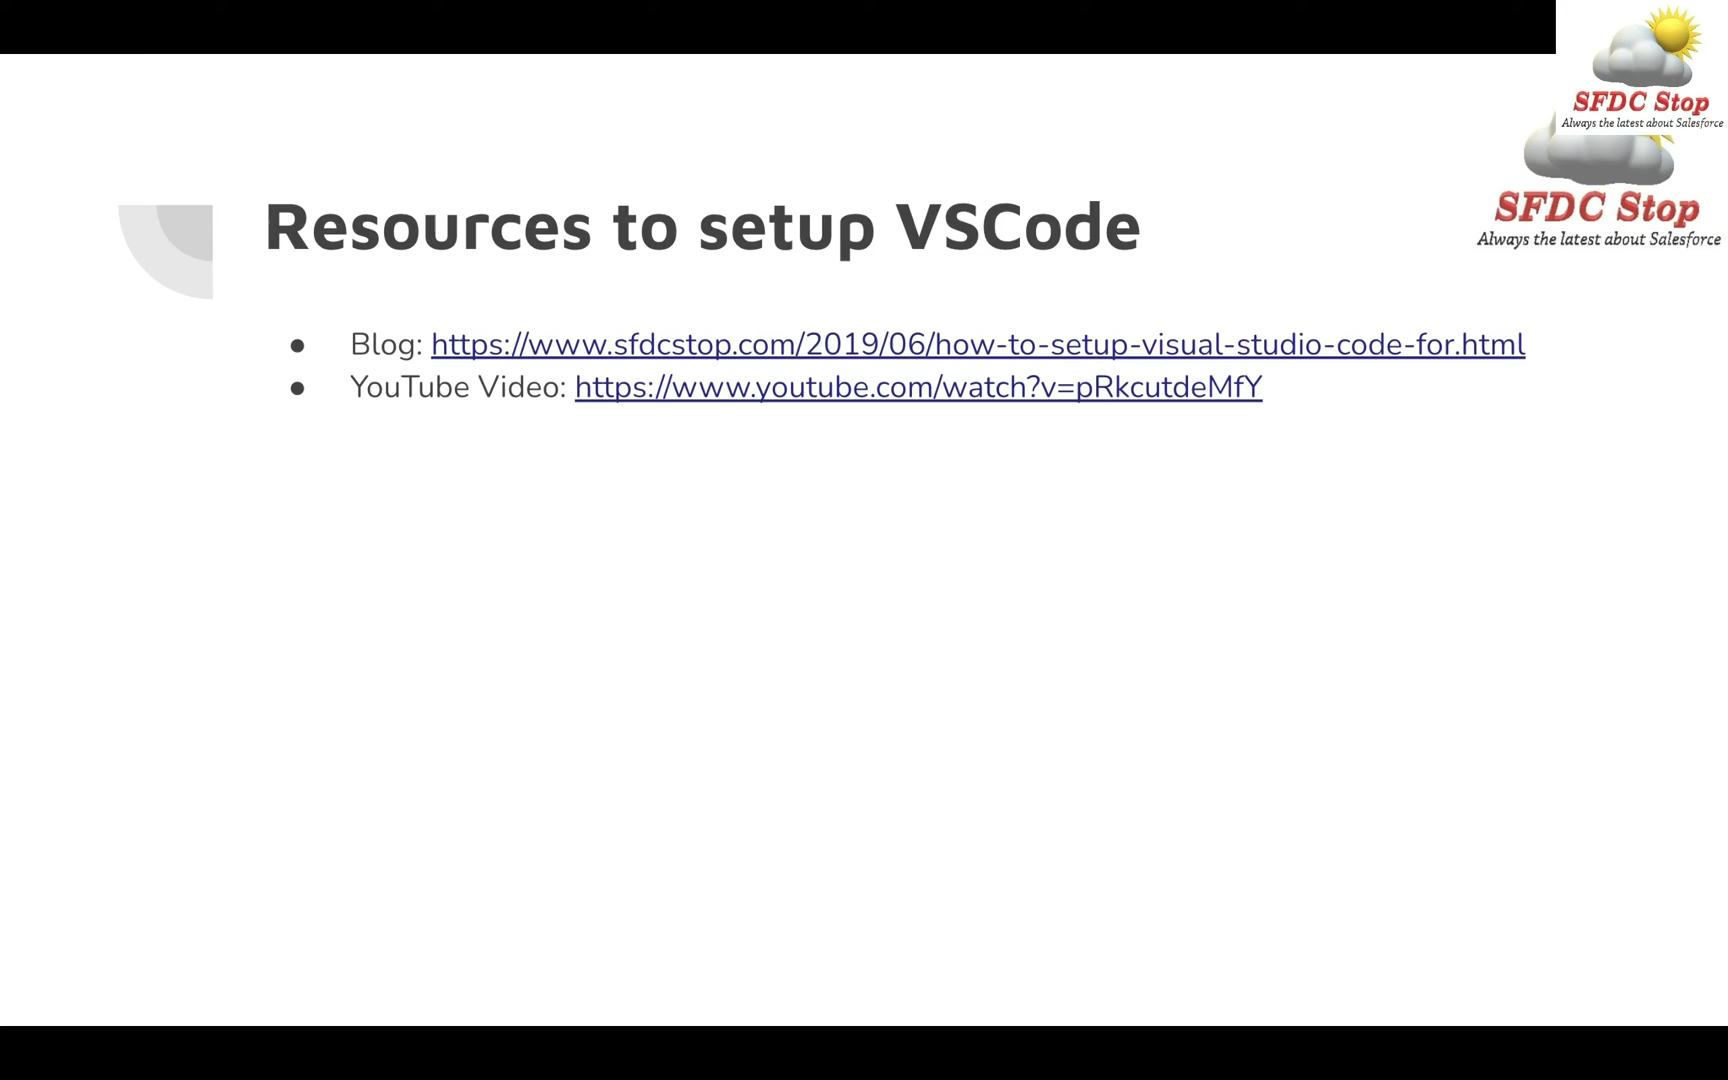 SFDC Stop
Always the latest about Salesforce
SFDC Stop
Always the latest about Salesforce
Resources to setup VSCode
● Blog: https://www.sfdcstop.com/2019/06/how-to-setup-visual-studio-code-for.html
● YouTube Video: https://www.youtube.com/watch?v=pRkcutdeMfY